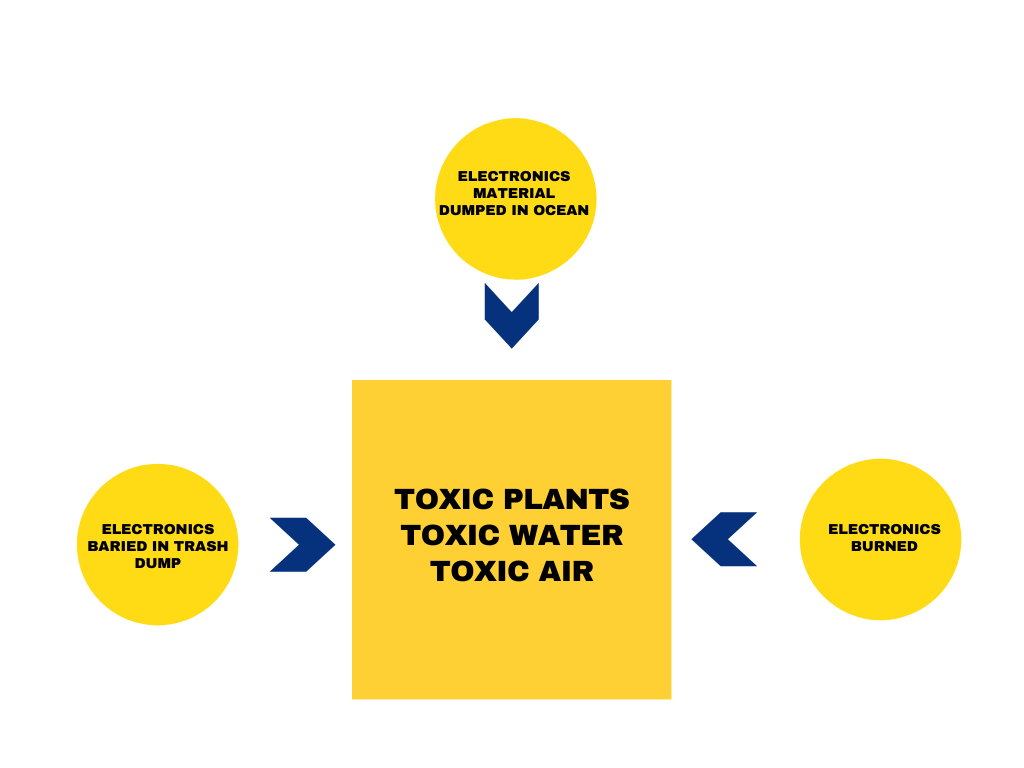 ELECTRONICS
MATERIAL
DUMPED IN OCEAN
ELECTRONICS
BARIED IN TRASH
DUMP
TOXIC PLANTS
TOXIC WATER
TOXIC AIR
ELECTRONICS
BURNED